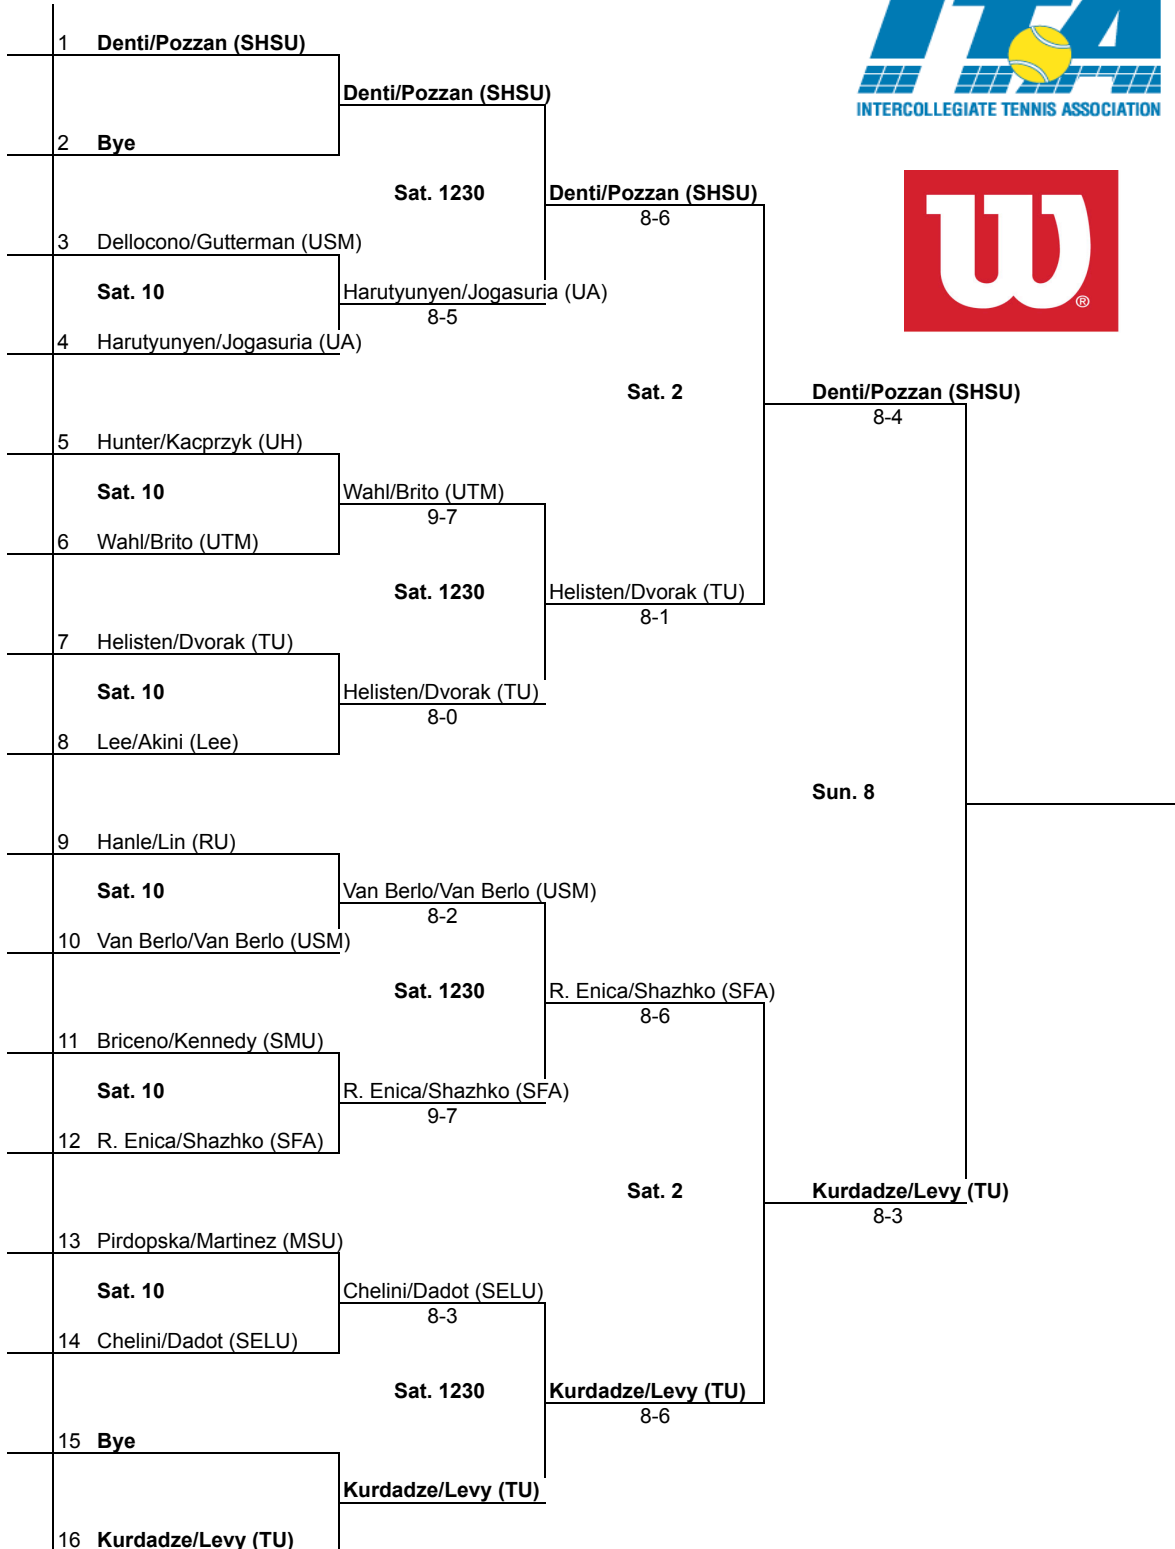 ITA
INTERCOLLEGIATE TENNIS ASSOCIATION
W
®
1 Denti/Pozzan (SHSU)
Denti/Pozzan (SHSU)
2 Bye
Sat. 1230 Denti/Pozzan (SHSU)
8-6
3 Dellocono/Gutterman (USM)
Sat. 10 Harutyunyen/Jogasuria (UA)
8-5
4 Harutyunyen/Jogasuria (UA)
Sat. 2 Denti/Pozzan (SHSU)
8-4
5 Hunter/Kacprzyk (UH)
Sat. 10 Wahl/Brito (UTM)
9-7
6 Wahl/Brito (UTM)
Sat. 1230 Helisten/Dvorak (TU)
8-1
7 Helisten/Dvorak (TU)
Sat. 10 Helisten/Dvorak (TU)
8-0
8 Lee/Akini (Lee)
Sun. 8
9 Hanle/Lin (RU)
Sat. 10 Van Berlo/Van Berlo (USM)
8-2
10 Van Berlo/Van Berlo (USM)
Sat. 1230 R. Enica/Shazhko (SFA)
8-6
11 Briceno/Kennedy (SMU)
Sat. 10 R. Enica/Shazhko (SFA)
9-7
12 R. Enica/Shazhko (SFA)
Sat. 2 Kurdadze/Levy (TU)
8-3
13 Pirdopska/Martinez (MSU)
Sat. 10 Chelini/Dadot (SELU)
8-3
14 Chelini/Dadot (SELU)
Sat. 1230 Kurdadze/Levy (TU)
8-6
15 Bye
Kurdadze/Levy (TU)
16 Kurdadze/Levy (TU)